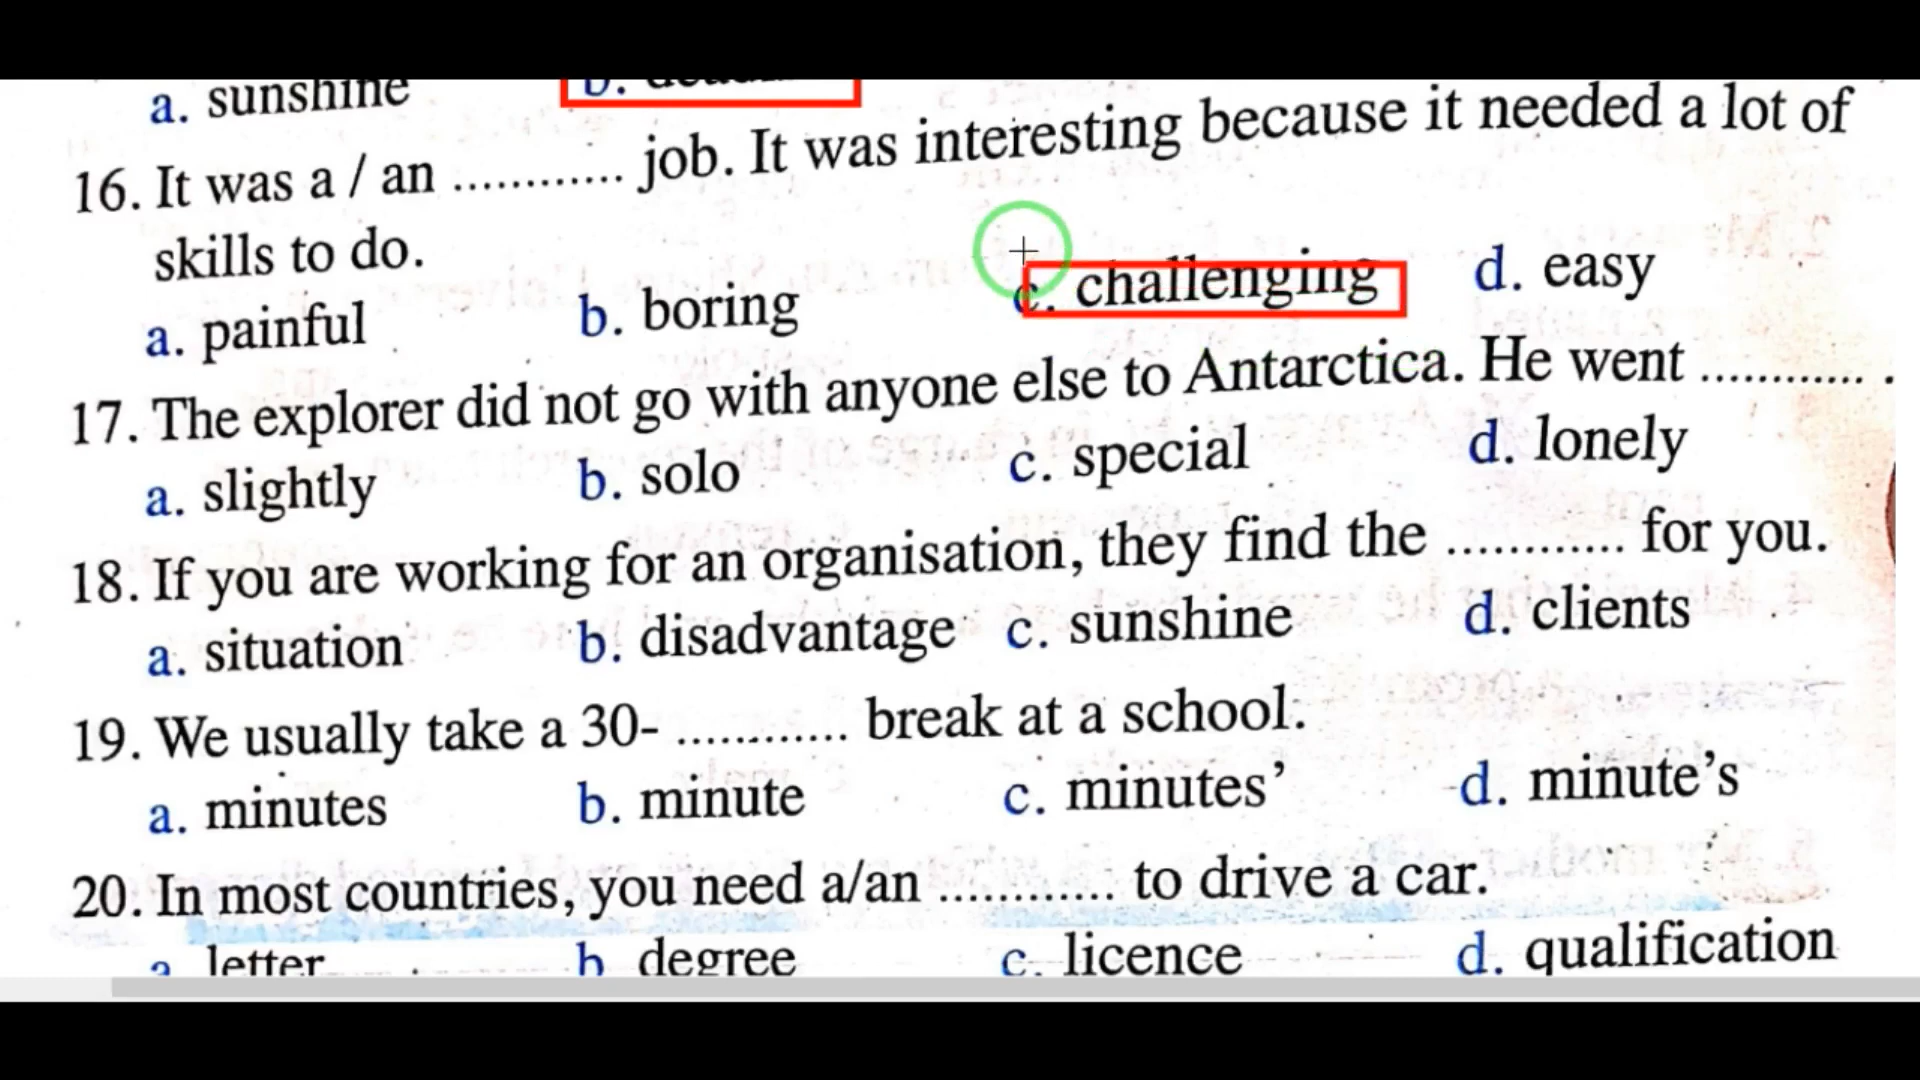 a. sunshine b.
16. It was a / an ............ job. It was interesting because it needed a lot of
skills to do.
a. painful b. boring c. challenging d. easy
17. The explorer did not go with anyone else to Antarctica. He went ............ .
a. slightly b. solo c. special d. lonely
18. If you are working for an organisation, they find the ............ for you.
a. situation b. disadvantage c. sunshine d. clients
19. We usually take a 30- ............ break at a school.
a. minutes b. minute c. minutes’ d. minute’s
20. In most countries, you need a/an ............ to drive a car.
a letter b degree c. licence d. qualification